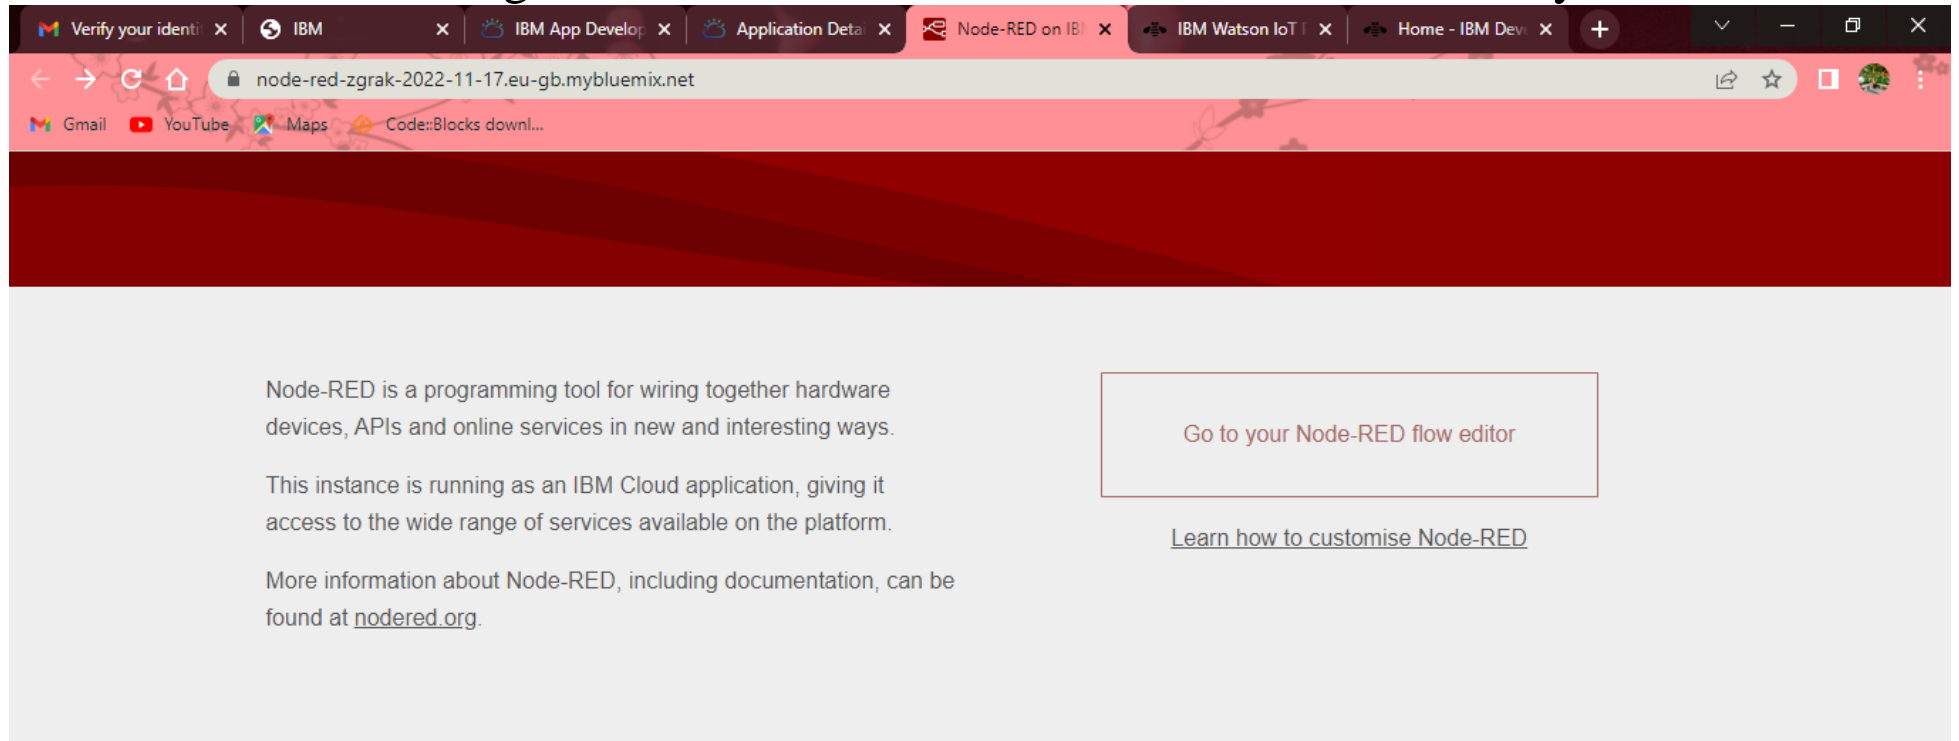 Verify your identi
IBM
IBM App Develop
Application Detai
Node-RED on IBM
IBM Watson IoT P
Home - IBM Deve
node-red-zgrak-2022-11-17.eu-gb.mybluemix.net
Gmail
YouTube
Maps
Code::Blocks downl...
Node-RED is a programming tool for wiring together hardware
devices, APIs and online services in new and interesting ways.
This instance is running as an IBM Cloud application, giving it
access to the wide range of services available on the platform.
More information about Node-RED, including documentation, can be
found at nodered.org.
Go to your Node-RED flow editor
Learn how to customise Node-RED